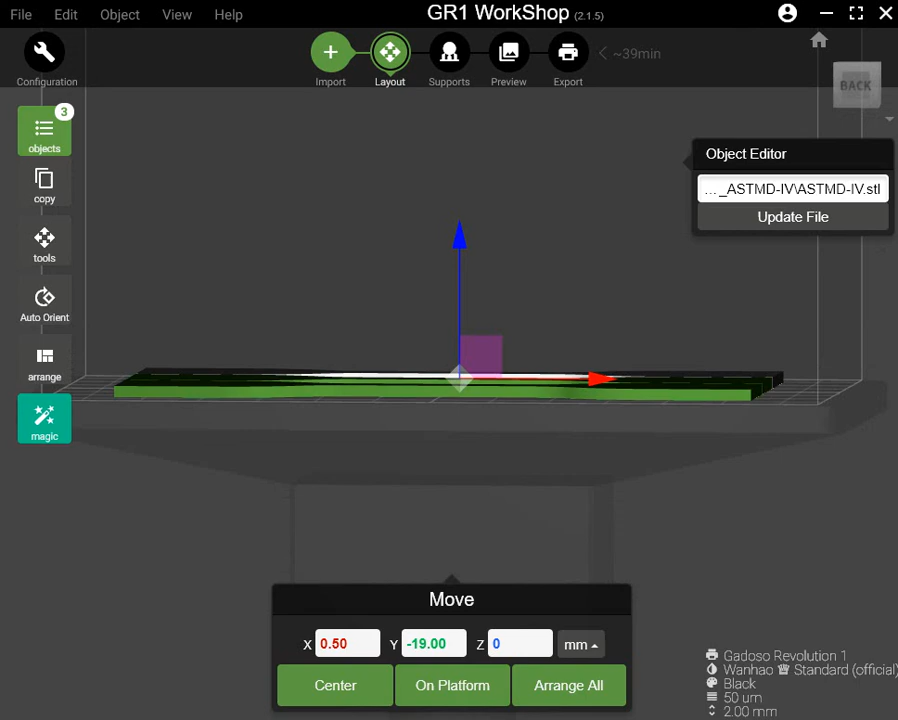 File Edit Object View Help
GR1 WorkShop (2.1.5)
Configuration
Import
Layout
Supports
Preview
Export
~39min
BACK
3
objects
copy
tools
Auto Orient
arrange
magic
Object Editor
... _ASTMD-IV\ASTMD-IV.stl
Update File
Move
X 0.50 Y -19.00 Z 0 mm
Center On Platform Arrange All
Gadoso Revolution 1
Wanhao Standard (official)
Black
50 um
2.00 mm